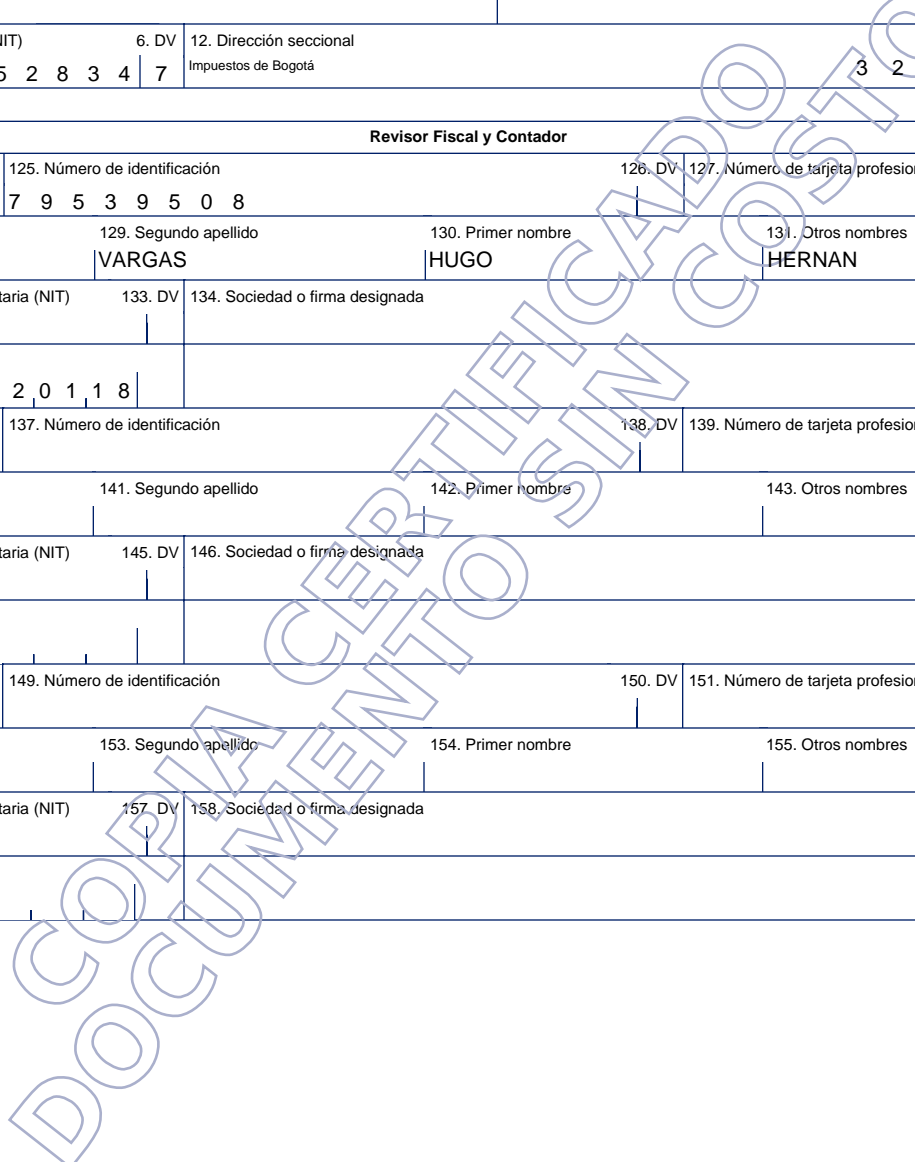 NIT) 6. DV 12. Dirección seccional
5 2 8 3 4 7 Impuestos de Bogotá 3 2
Revisor Fiscal y Contador
125. Número de identificación 126. DV 127. Número de tarjeta profesion
7 9 5 3 9 5 0 8
129. Segundo apellido 130. Primer nombre 131. Otros nombres
VARGAS HUGO HERNAN
taria (NIT) 133. DV 134. Sociedad o firma designada
2 0 1 1 8
137. Número de identificación 138. DV 139. Número de tarjeta profesion
141. Segundo apellido 142. Primer nombre 143. Otros nombres
taria (NIT) 145. DV 146. Sociedad o firma designada
149. Número de identificación 150. DV 151. Número de tarjeta profesion
153. Segundo apellido 154. Primer nombre 155. Otros nombres
taria (NIT) 157. DV 158. Sociedad o firma designada
COPIA CERTIFICADO
DOCUMENTO SIN COSTO